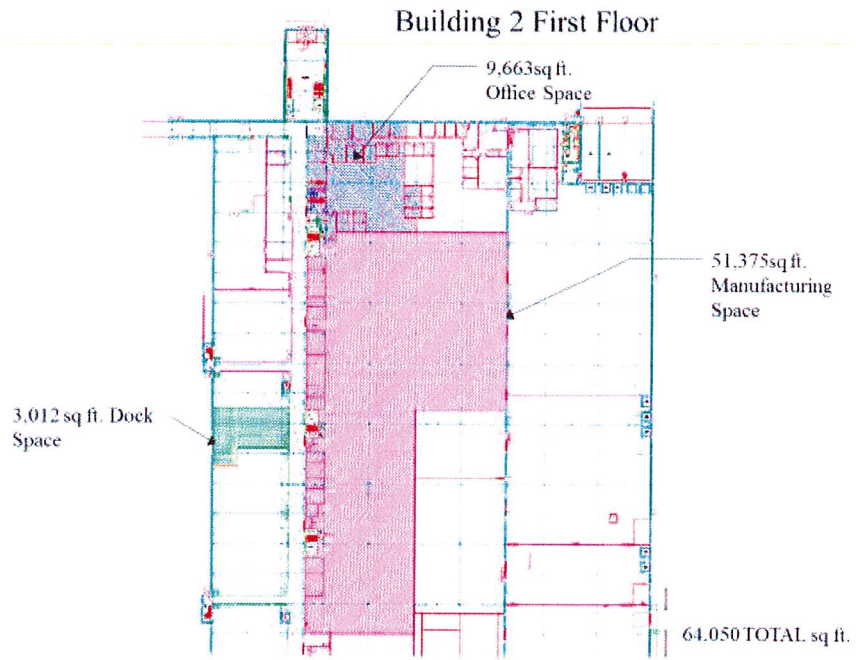 Building 2 First Floor
9,663sq ft.
Office Space
51,375sq ft.
Manufacturing
Space
3,012 sq ft. Dock
Space
64.050 TOTAL sq ft.